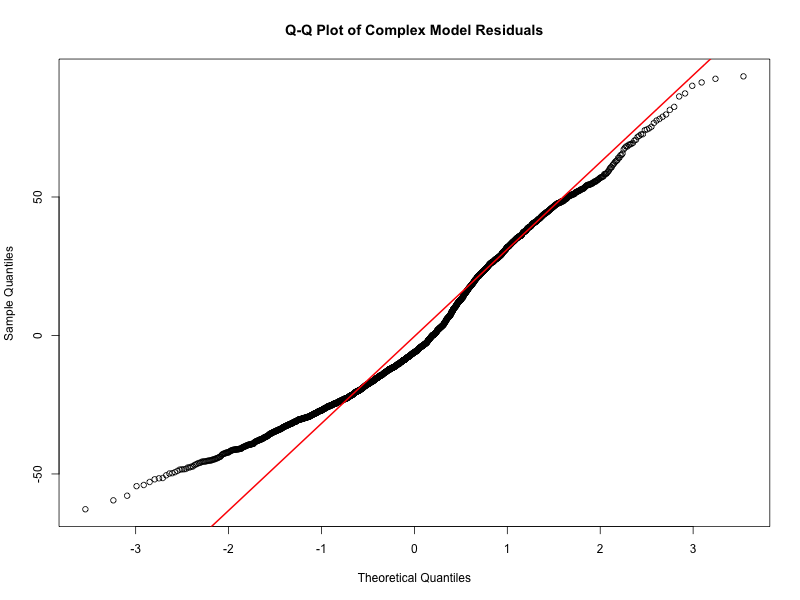 Q-Q Plot of Complex Model Residuals
Sample Quantiles
50
0
-50
-3 -2 -1 0 1 2 3
Theoretical Quantiles